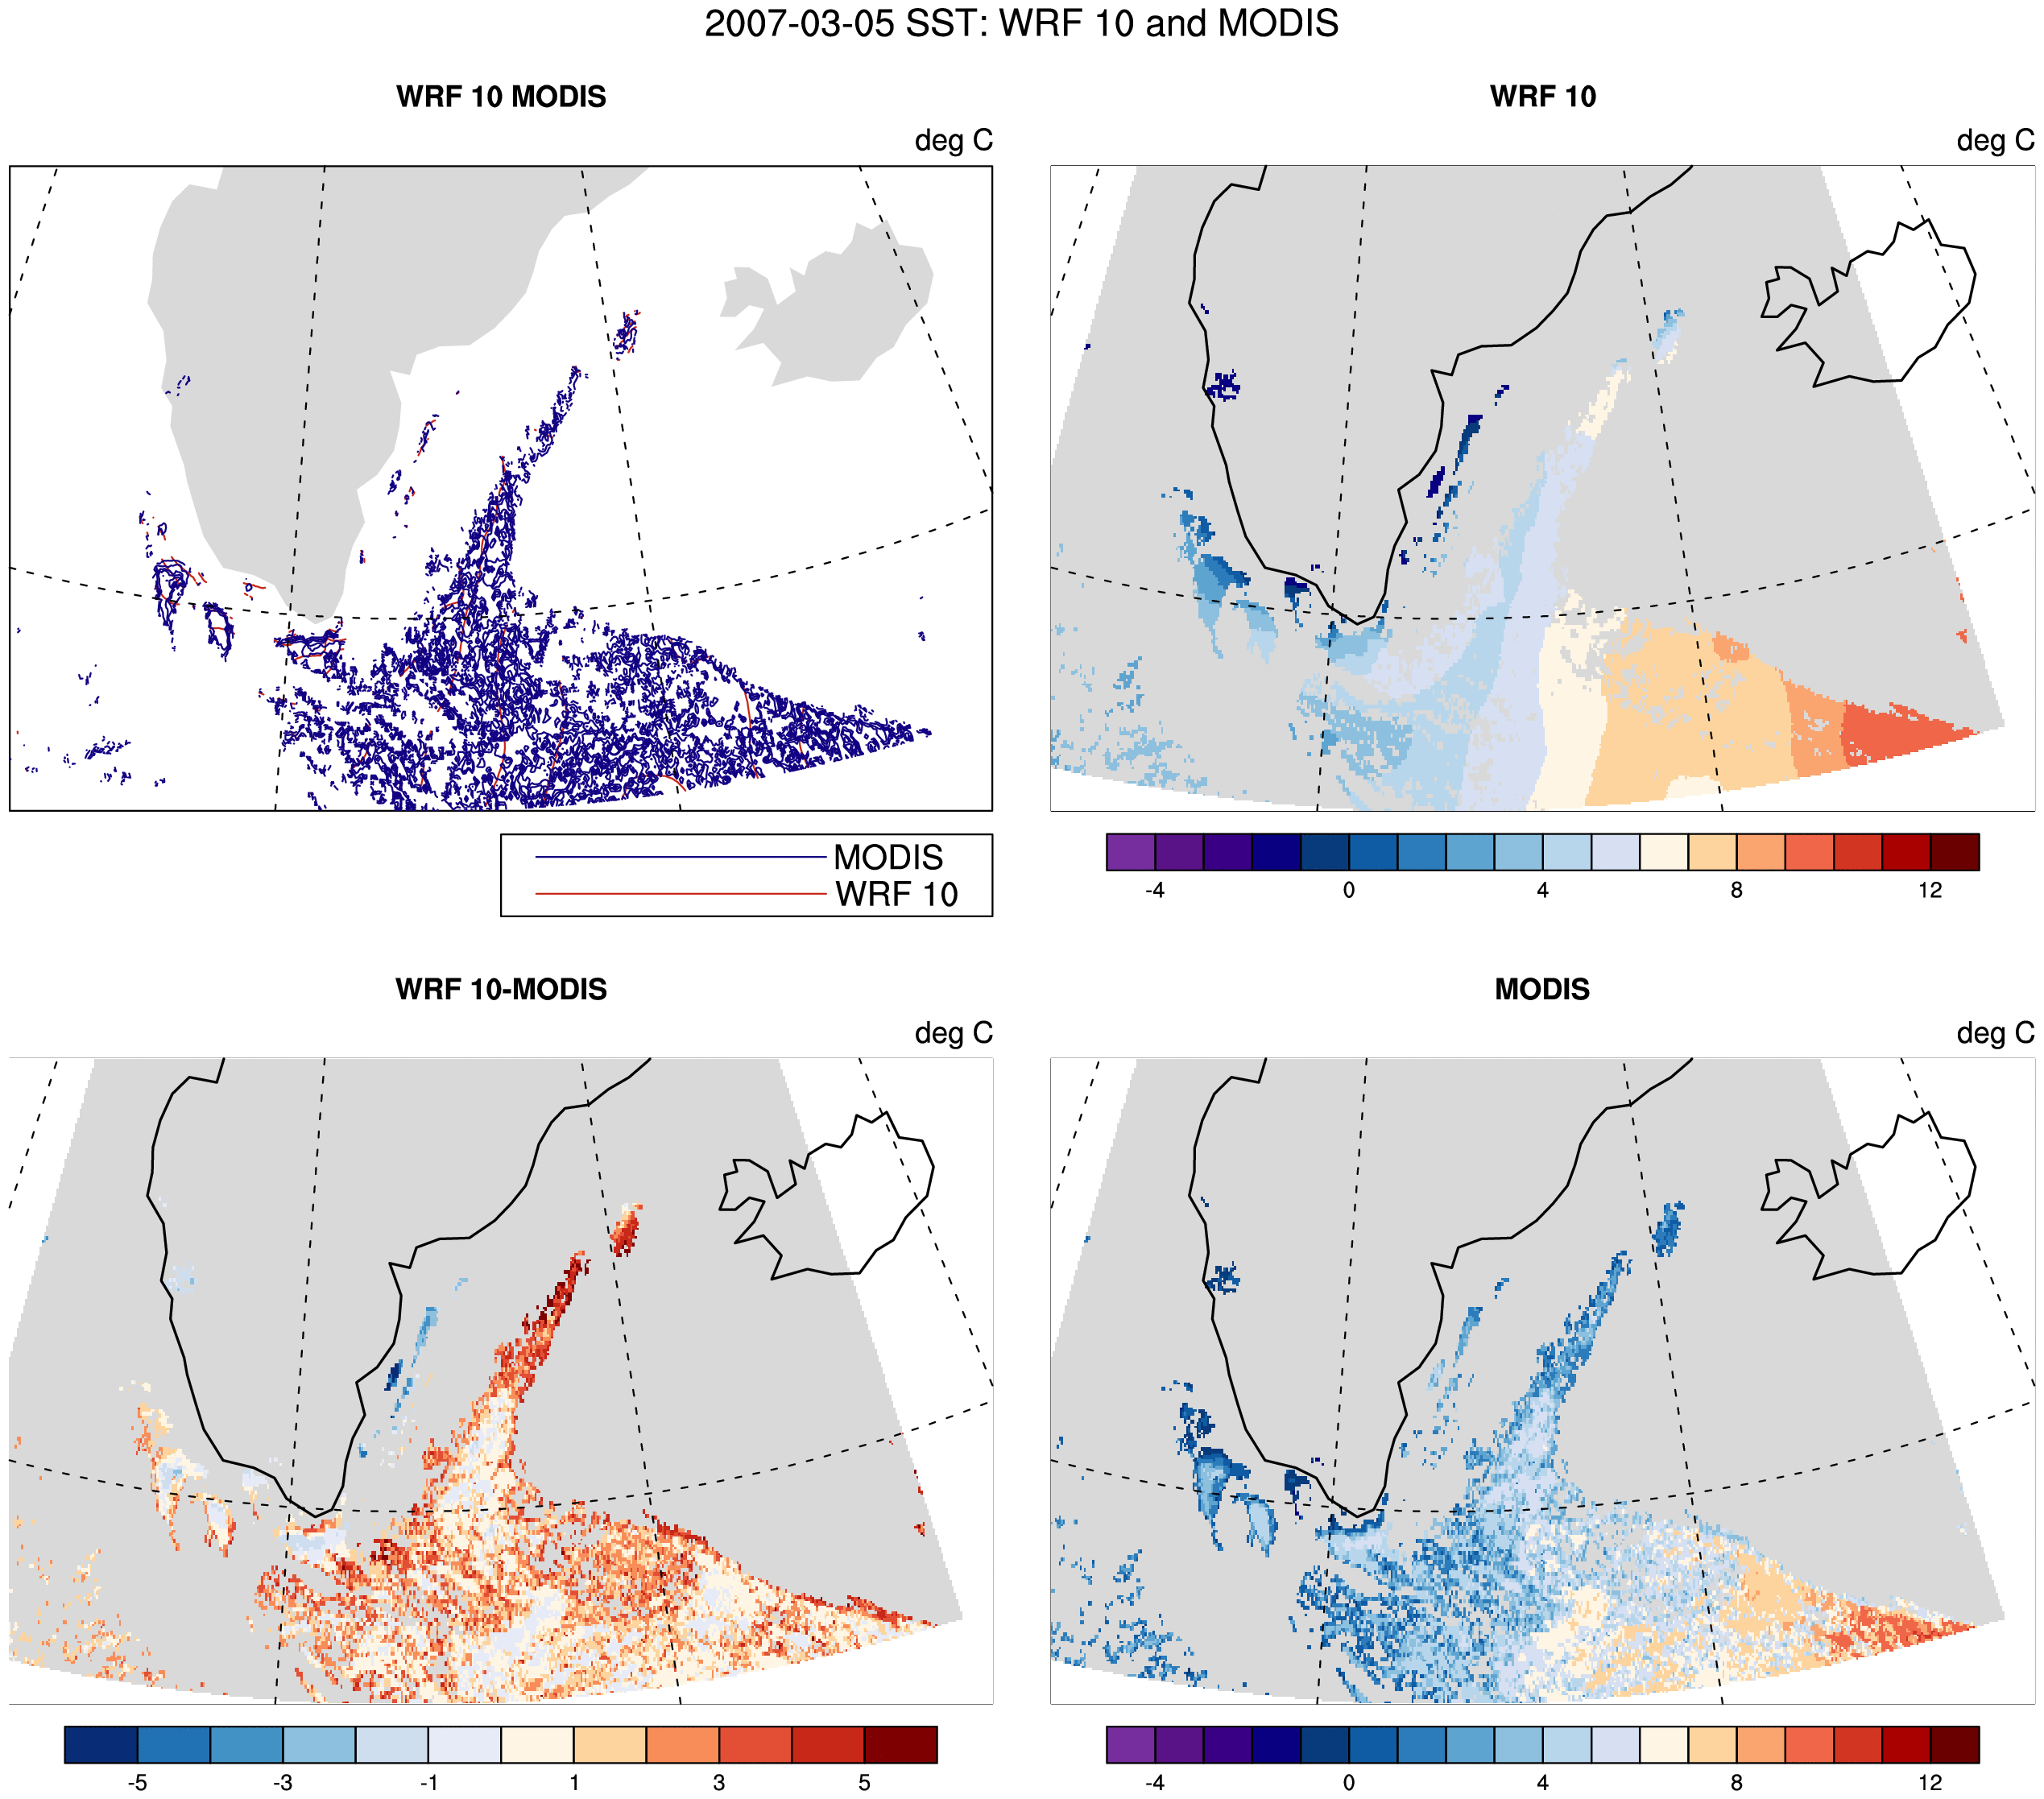 2007-03-05 SST: WRF 10 and MODIS
WRF 10 MODIS
deg C
MODIS
WRF 10
WRF 10
deg C
-4 0 4 8 12
WRF 10-MODIS
deg C
-5 -3 -1 1 3 5
MODIS
deg C
-4 0 4 8 12